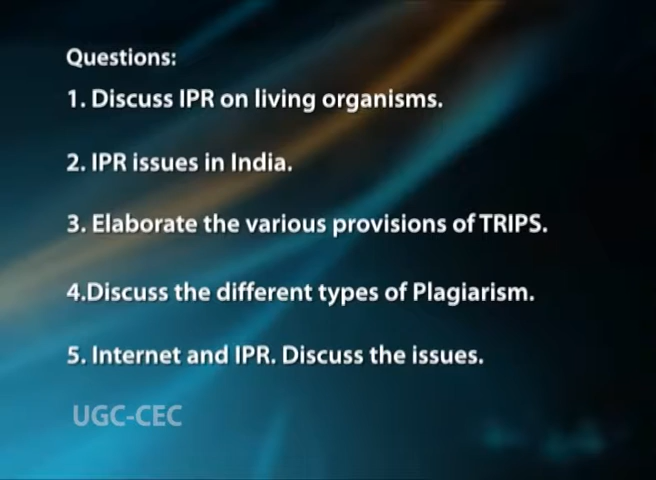 Questions:
1. Discuss IPR on living organisms.
2. IPR issues in India.
3. Elaborate the various provisions of TRIPS.
4.Discuss the different types of Plagiarism.
5. Internet and IPR. Discuss the issues.
UGC-CEC